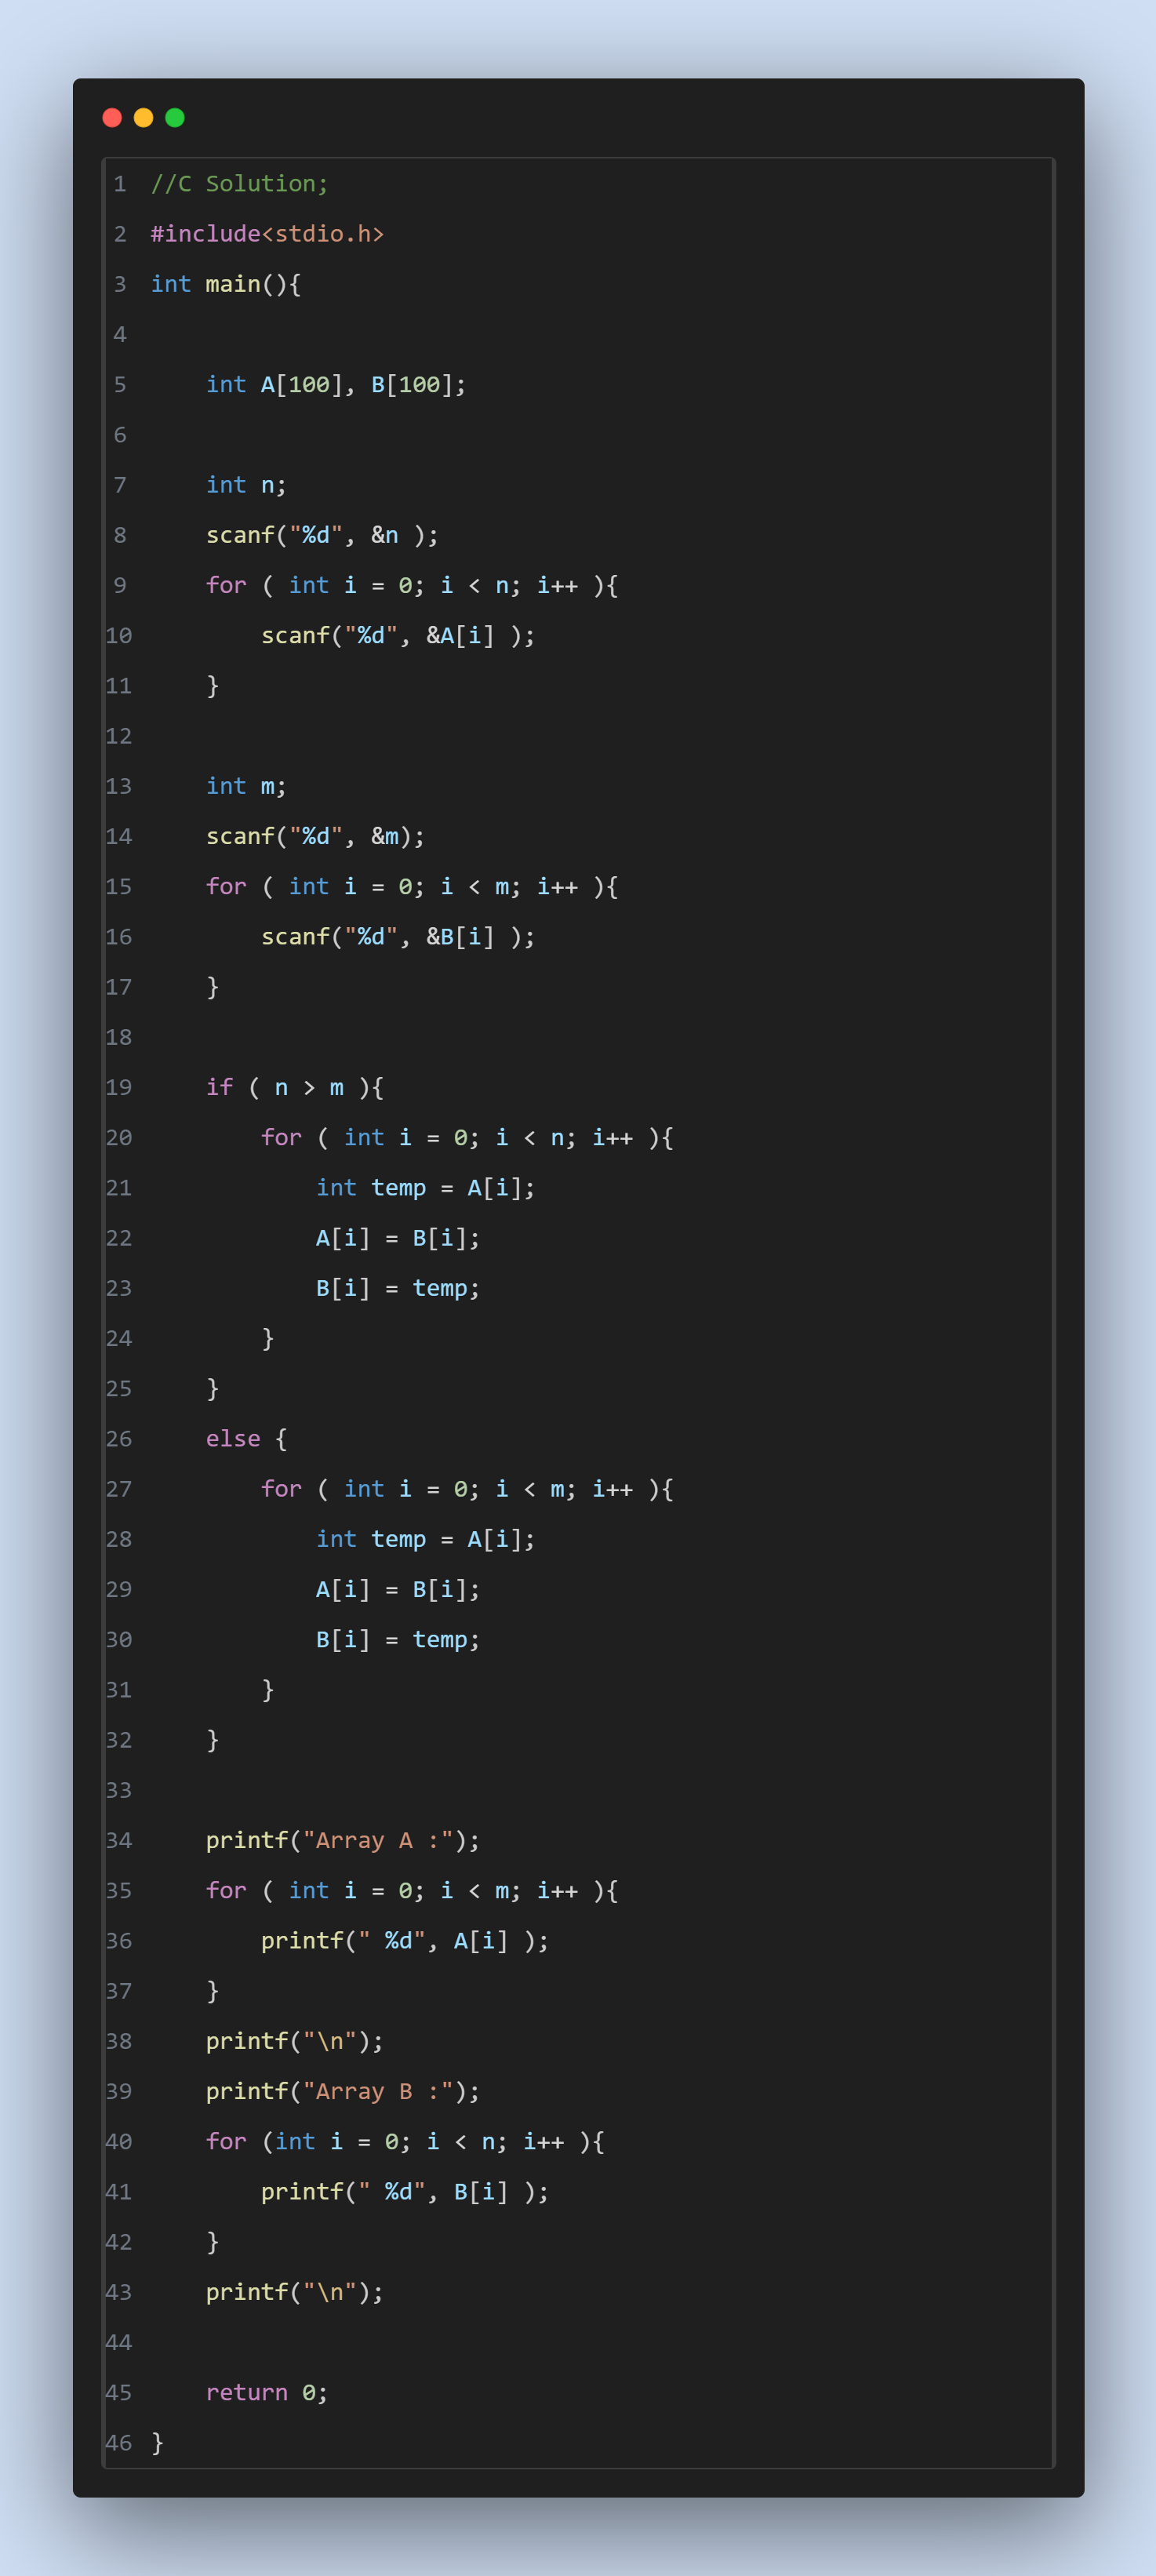 1 //C Solution;
2 #include<stdio.h>
3 int main(){
4
5     int A[100], B[100];
6
7     int n;
8     scanf("%d", &n );
9     for ( int i = 0; i < n; i++ ){
10         scanf("%d", &A[i] );
11     }
12
13     int m;
14     scanf("%d", &m);
15     for ( int i = 0; i < m; i++ ){
16         scanf("%d", &B[i] );
17     }
18
19     if ( n > m ){
20         for ( int i = 0; i < n; i++ ){
21             int temp = A[i];
22             A[i] = B[i];
23             B[i] = temp;
24         }
25     }
26     else {
27         for ( int i = 0; i < m; i++ ){
28             int temp = A[i];
29             A[i] = B[i];
30             B[i] = temp;
31         }
32     }
33
34     printf("Array A :");
35     for ( int i = 0; i < m; i++ ){
36         printf(" %d", A[i] );
37     }
38     printf("\n");
39     printf("Array B :");
40     for (int i = 0; i < n; i++ ){
41         printf(" %d", B[i] );
42     }
43     printf("\n");
44
45     return 0;
46 }